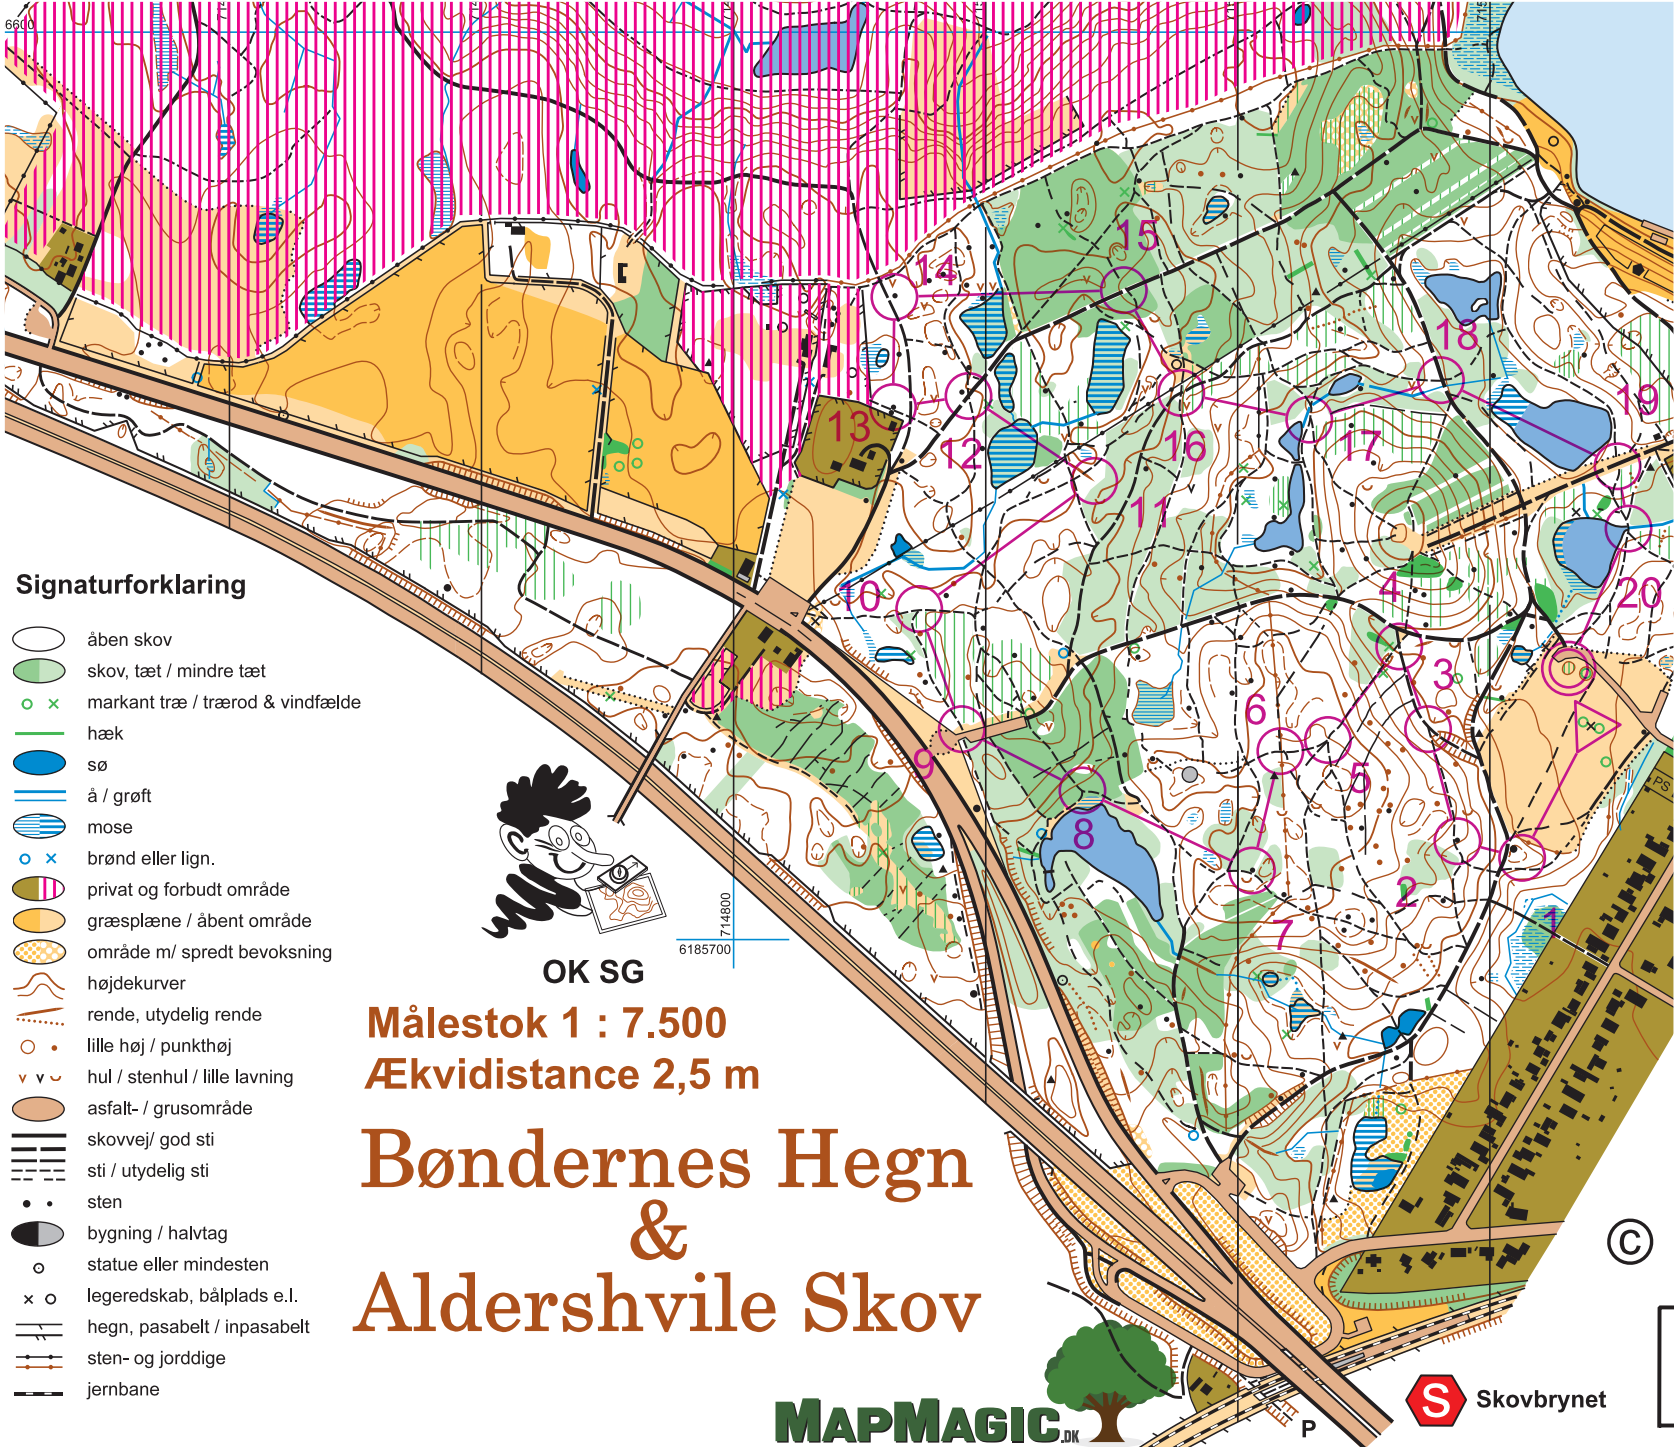 6600
715
15
14
18
13
12
16
17
19
11
10
4
20
3
6
9
5
8
2
7
1
PS
Signaturforklaring
åben skov
skov, tæt / mindre tæt
markant træ / trærod & vindfælde
hæk
sø
å / grøft
mose
brønd eller lign.
privat og forbudt område
græsplæne / åbent område
område m/ spredt bevoksning
højdekurver
rende, utydelig rende
lille høj / punkthøj
hul / stenhul / lille lavning
asfalt- / grusområde
skovvej/ god sti
sti / utydelig sti
sten
bygning / halvtag
statue eller mindesten
legeredskab, bålplads e.l.
hegn, pasabelt / inpasabelt
sten- og jorddige
jernbane
714800
6185700
OK SG
Målestok 1 : 7.500
Ækvidistance 2,5 m
Bøndernes Hegn
&
Aldershvile Skov
©
MAPMAGIC.DK
P
S Skovbrynet